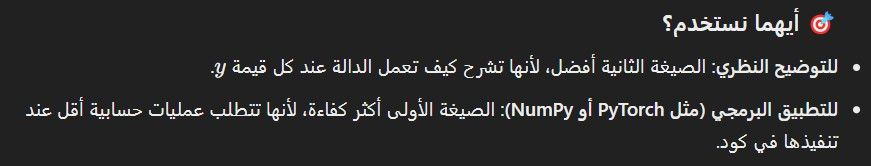 🎯 أيهما نستخدم؟
• للتوضيح النظري: الصيغة الثانية أفضل، لأنها تشرح كيف تعمل الدالة عند كل قيمة y.
• للتطبيق البرمجي (مثل PyTorch أو NumPy): الصيغة الأولى أكثر كفاءة، لأنها تتطلب عمليات حسابية أقل عند
تنفيذها في كود.